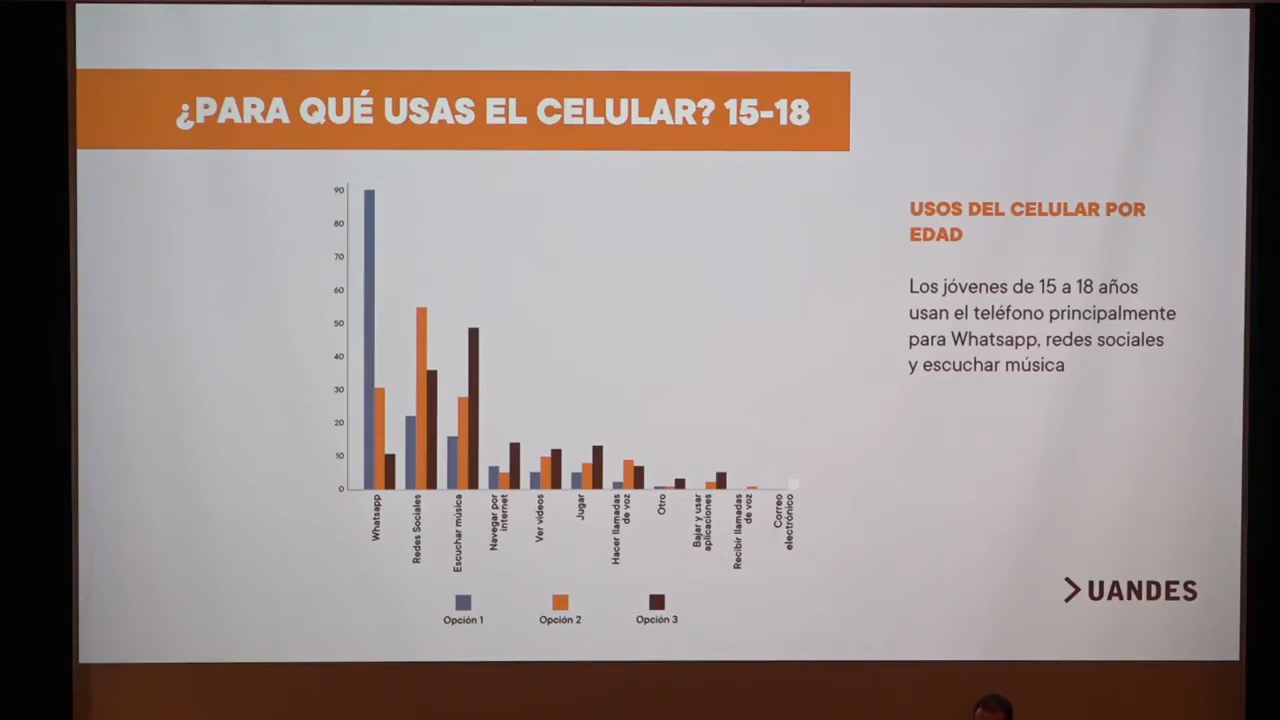 ¿PARA QUÉ USAS EL CELULAR? 15-18
90
80
70
60
50
40
30
20
10
0
Whatsapp
Redes Sociales
Escuchar música
Navegar por
internet
Ver videos
Jugar
Hacer llamadas
de voz
Otro
Bajar y usar
aplicaciones
Recibir llamadas
de voz
Correo
electrónico
Opción 1
Opción 2
Opción 3
USOS DEL CELULAR POR
EDAD
Los jóvenes de 15 a 18 años
usan el teléfono principalmente
para Whatsapp, redes sociales
y escuchar música
UANDES